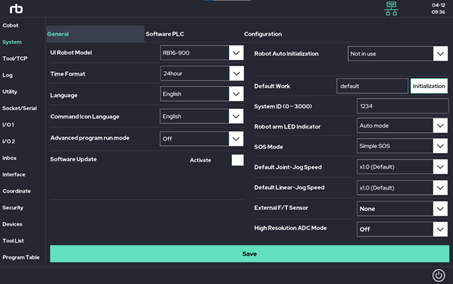 rb
04-12
09:36
Cobot
System
Tool/TCP
Log
Utility
Socket/Serial
I/O 1
I/O 2
Inbox
Interface
Coordinate
Security
Devices
Tool List
Program Table
General
Software PLC
Configuration
UI Robot Model
RB16-900
Time Format
24hour
Language
English
Command Icon Language
English
Advanced program run mode
Off
Software Update
Activate
Robot Auto Initialization
Not in use
Default Work
default
Initialization
System ID (0 ~ 3000)
1234
Robot arm LED Indicator
Auto mode
SOS Mode
Simple SOS
Default Joint-Jog Speed
x1.0 (Default)
Default Linear-Jog Speed
x1.0 (Default)
External F/T Sensor
None
High Resolution ADC Mode
Off
Save